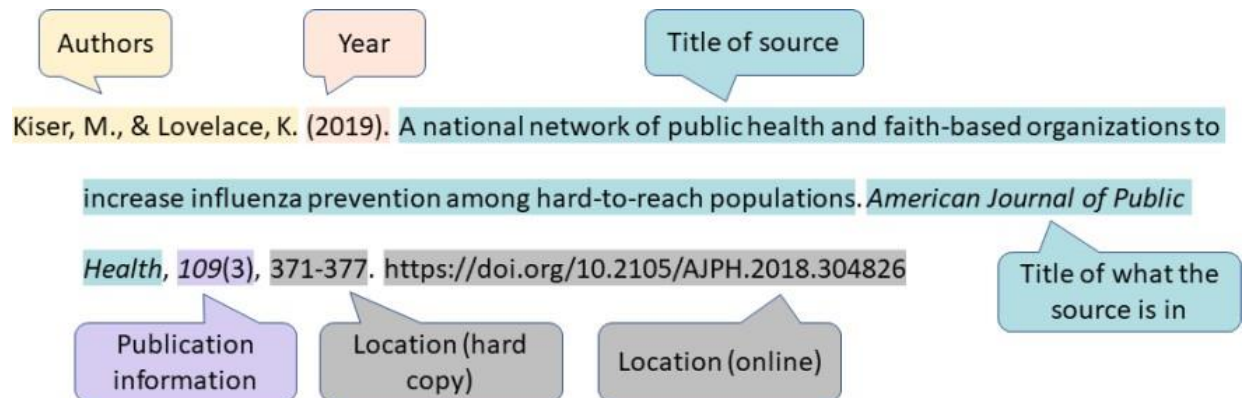 Authors
Year
Title of source
Kiser, M., & Lovelace, K. (2019). A national network of public health and faith-based organizations to
increase influenza prevention among hard-to-reach populations. American Journal of Public
Health, 109(3), 371-377. https://doi.org/10.2105/AJPH.2018.304826
Title of what the
source is in
Publication
information
Location (hard
copy)
Location (online)